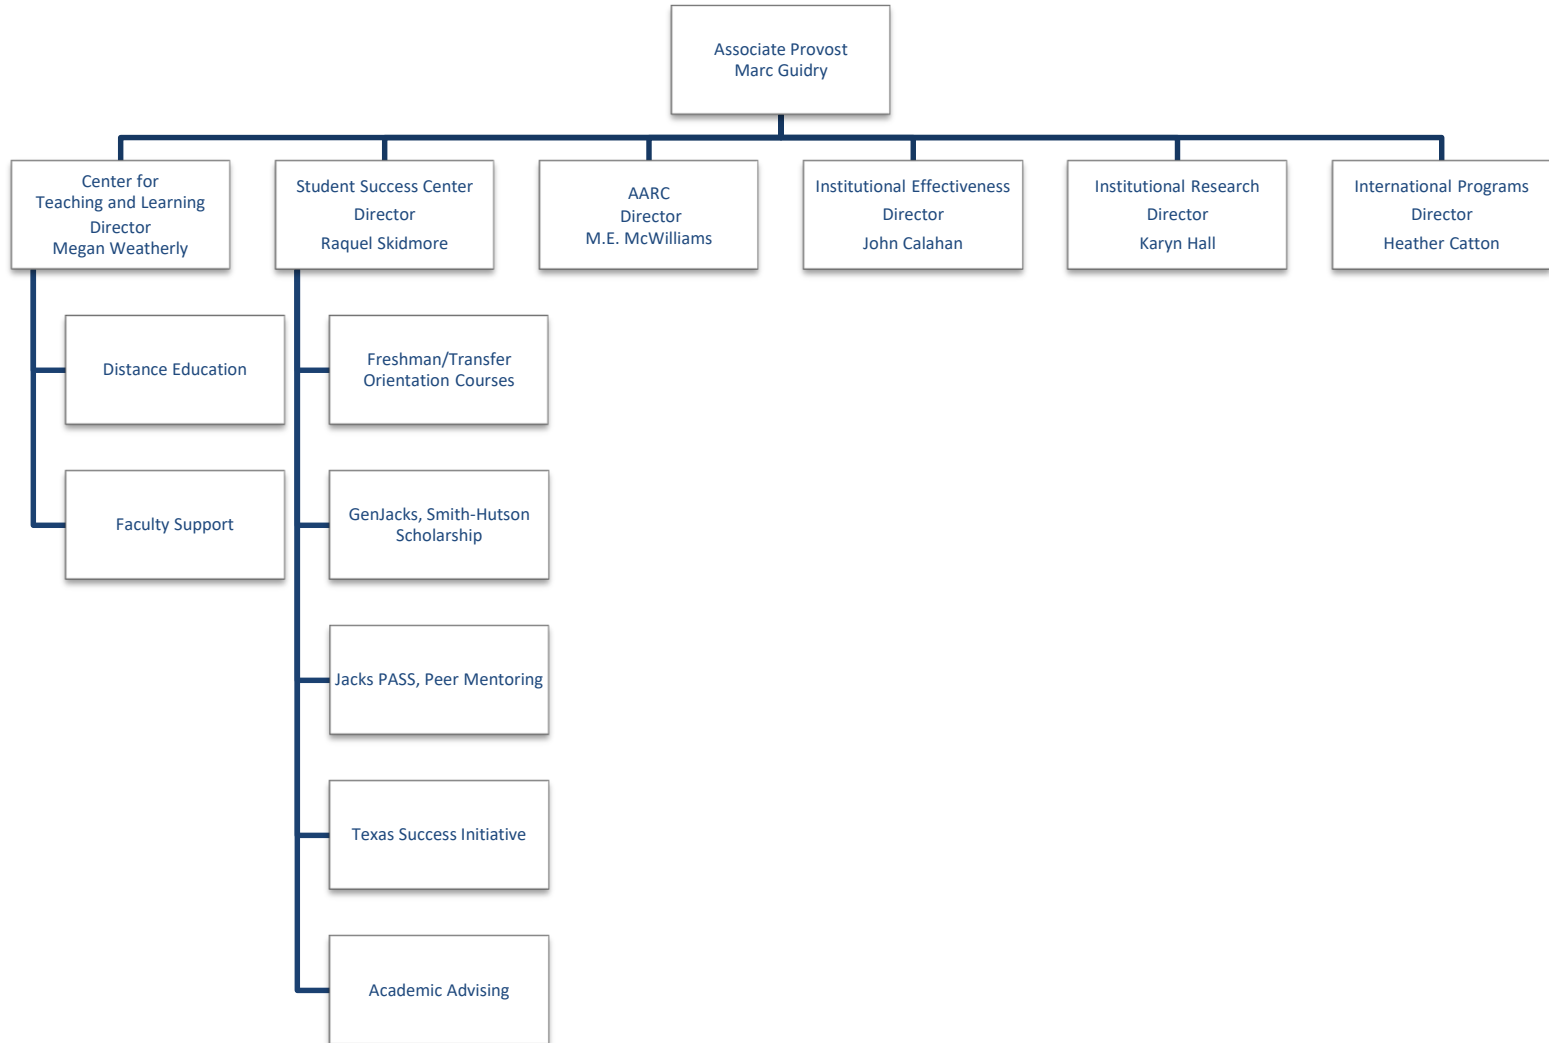 Associate Provost
Marc Guidry
Center for
Teaching and Learning
Director
Megan Weatherly
Student Success Center
Director
Raquel Skidmore
AARC
Director
M.E. McWilliams
Institutional Effectiveness
Director
John Calahan
Institutional Research
Director
Karyn Hall
International Programs
Director
Heather Catton
Distance Education
Faculty Support
Freshman/Transfer
Orientation Courses
GenJacks, Smith-Hutson
Scholarship
Jacks PASS, Peer Mentoring
Texas Success Initiative
Academic Advising